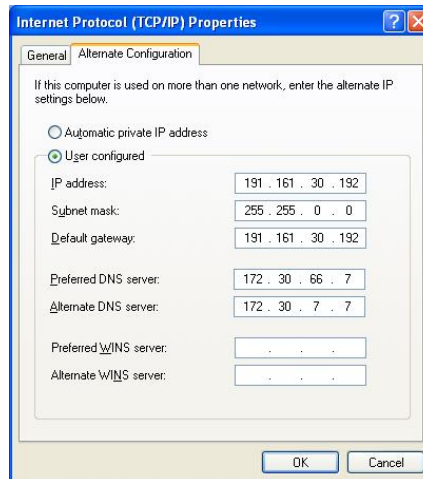 Internet Protocol (TCP/IP) Properties
General Alternate Configuration
If this computer is used on more than one network, enter the alternate IP
settings below.
Automatic private IP address
User configured
IP address: 191 . 161 . 30 . 192
Subnet mask: 255 . 255 . 0 . 0
Default gateway: 191 . 161 . 30 . 192
Preferred DNS server: 172 . 30 . 66 . 7
Alternate DNS server: 172 . 30 . 7 . 7
Preferred WINS server: . . .
Alternate WINS server: . . .
OK Cancel